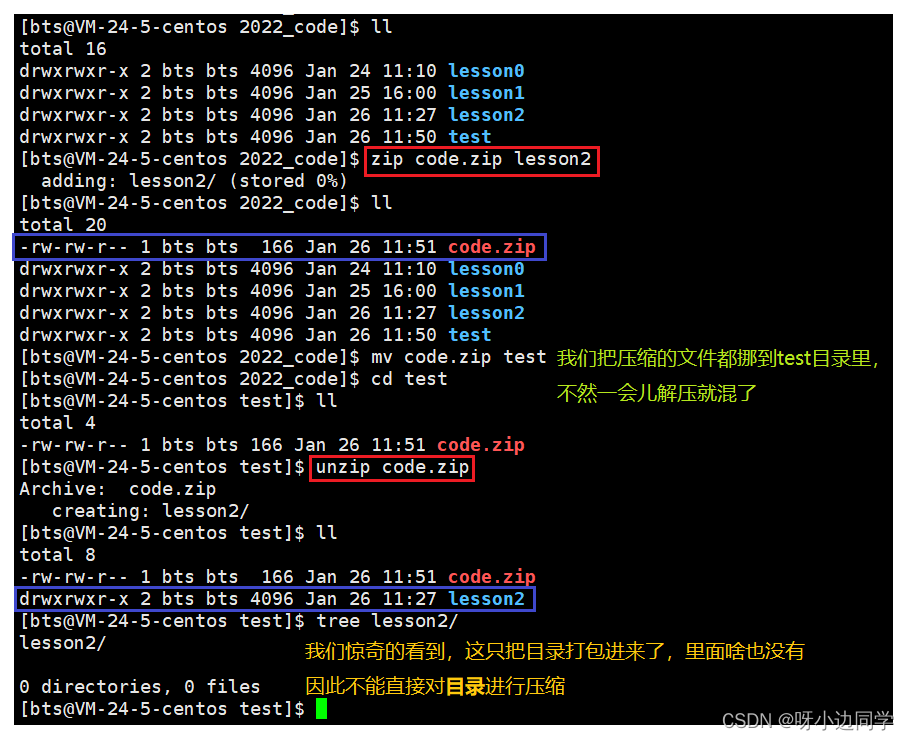 [bts@VM-24-5-centos 2022_code]$ ll
total 16
drwxrwxr-x 2 bts bts 4096 Jan 24 11:10 lesson0
drwxrwxr-x 2 bts bts 4096 Jan 25 16:00 lesson1
drwxrwxr-x 2 bts bts 4096 Jan 26 11:27 lesson2
drwxrwxr-x 2 bts bts 4096 Jan 26 11:50 test
[bts@VM-24-5-centos 2022_code]$ zip code.zip lesson2
  adding: lesson2/ (stored 0%)
[bts@VM-24-5-centos 2022_code]$ ll
total 20
-rw-rw-r-- 1 bts bts  166 Jan 26 11:51 code.zip
drwxrwxr-x 2 bts bts 4096 Jan 24 11:10 lesson0
drwxrwxr-x 2 bts bts 4096 Jan 25 16:00 lesson1
drwxrwxr-x 2 bts bts 4096 Jan 26 11:27 lesson2
drwxrwxr-x 2 bts bts 4096 Jan 26 11:50 test
[bts@VM-24-5-centos 2022_code]$ mv code.zip test
我们把压缩的文件都挪到test目录里，
不然一会儿解压就混了
[bts@VM-24-5-centos 2022_code]$ cd test
[bts@VM-24-5-centos test]$ ll
total 4
-rw-rw-r-- 1 bts bts 166 Jan 26 11:51 code.zip
[bts@VM-24-5-centos test]$ unzip code.zip
Archive:  code.zip
   creating: lesson2/
[bts@VM-24-5-centos test]$ ll
total 8
-rw-rw-r-- 1 bts bts  166 Jan 26 11:51 code.zip
drwxrwxr-x 2 bts bts 4096 Jan 26 11:27 lesson2
[bts@VM-24-5-centos test]$ tree lesson2/
lesson2/
我们惊奇的看到，这只把目录打包进来了，里面啥也没有
因此不能直接对目录进行压缩
0 directories, 0 files
[bts@VM-24-5-centos test]$
CSDN @呀小边同学